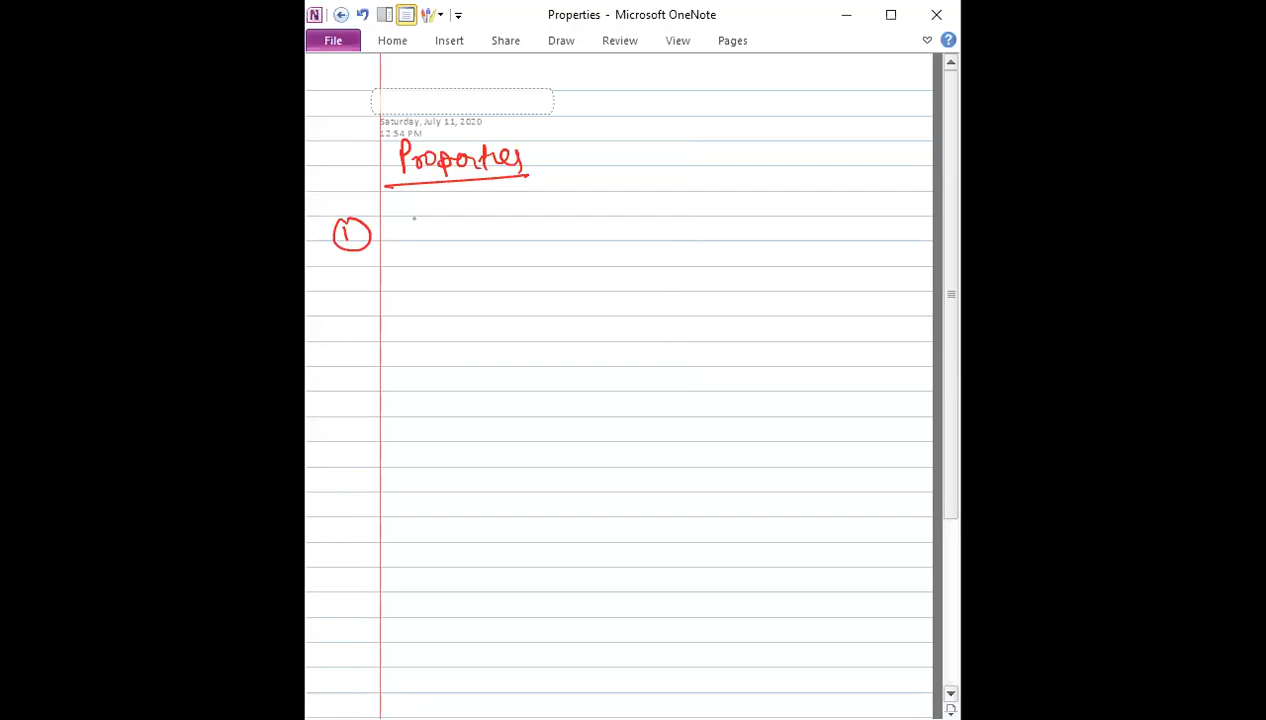 Properties - Microsoft OneNote
File Home Insert Share Draw Review View Pages
Saturday, July 11, 2020
12:54 PM
Properties
1